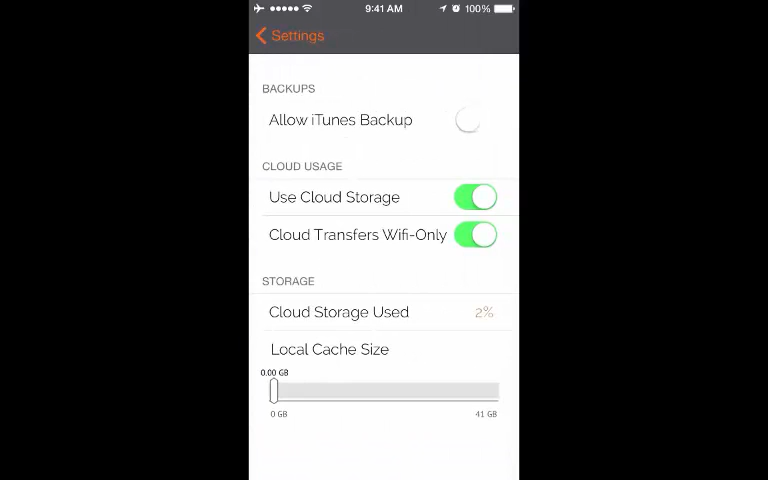 9:41 AM 100%
Settings
BACKUPS
Allow iTunes Backup
CLOUD USAGE
Use Cloud Storage
Cloud Transfers Wifi-Only
STORAGE
Cloud Storage Used 2%
Local Cache Size
0.00 GB
0 GB 41 GB